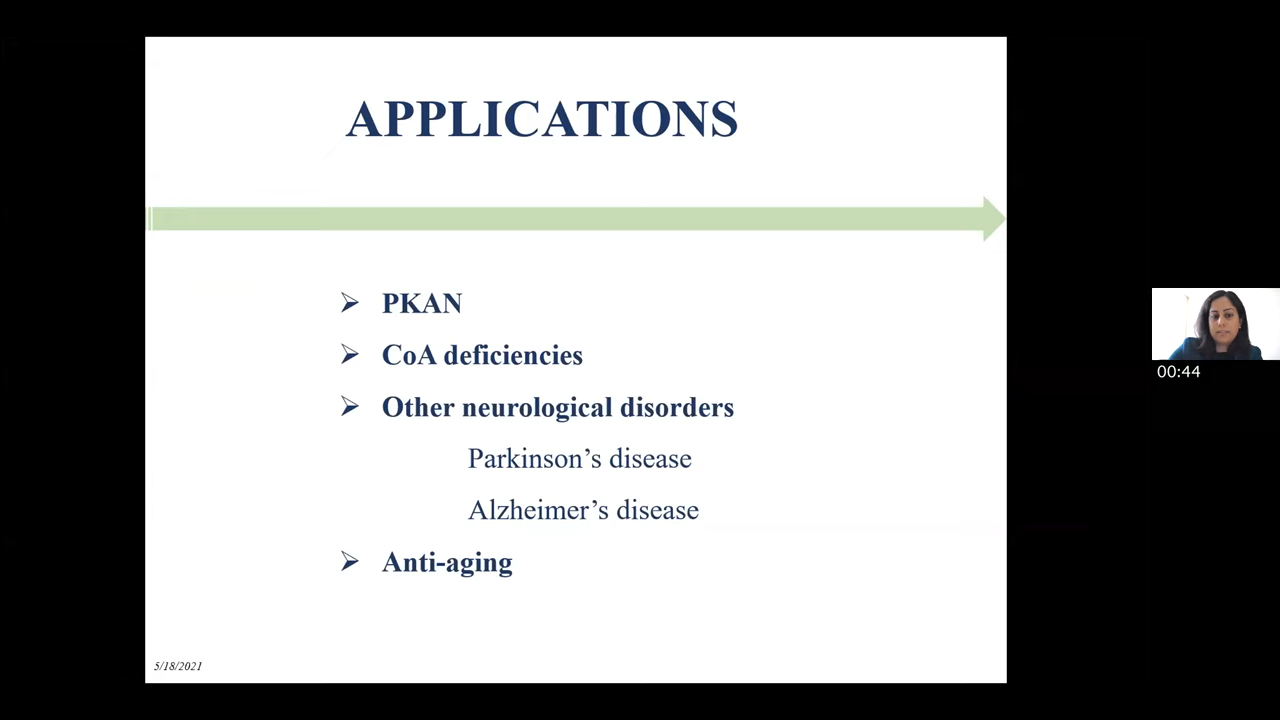 APPLICATIONS
PKAN
CoA deficiencies
Other neurological disorders
Parkinson’s disease
Alzheimer’s disease
Anti-aging
5/18/2021
00:44